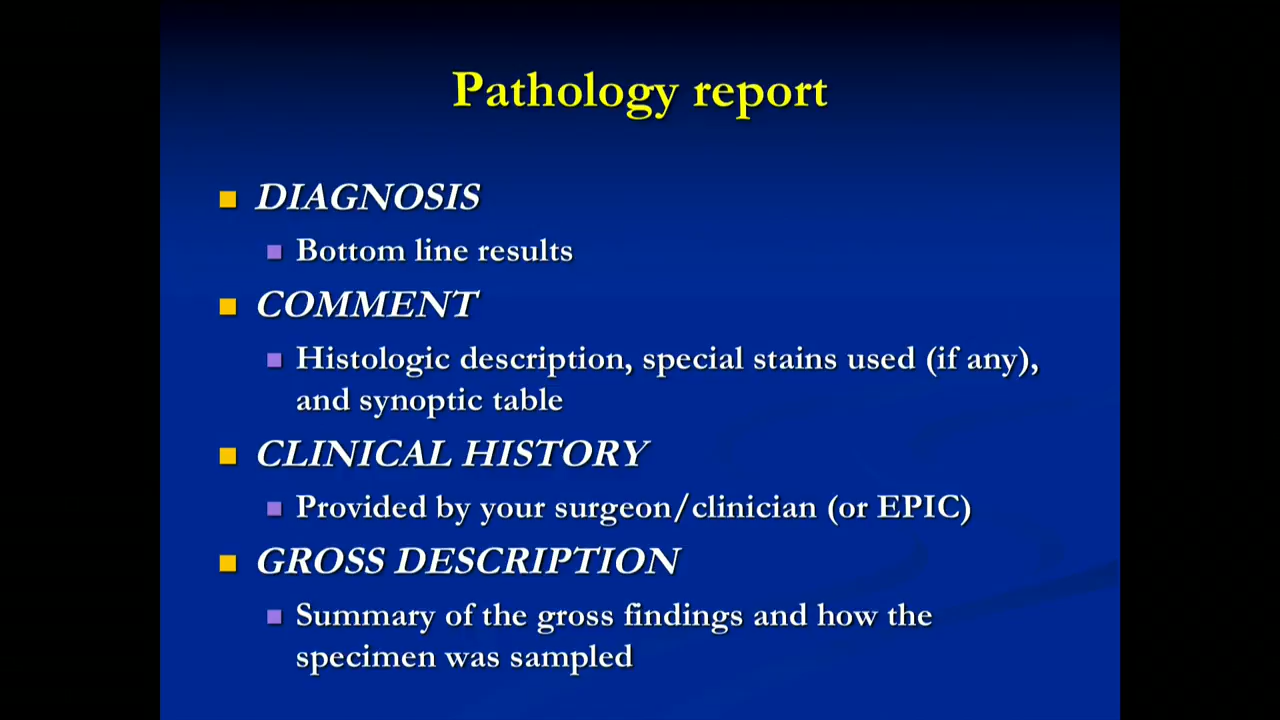 Pathology report
DIAGNOSIS
Bottom line results
COMMENT
Histologic description, special stains used (if any),
and synoptic table
CLINICAL HISTORY
Provided by your surgeon/clinician (or EPIC)
GROSS DESCRIPTION
Summary of the gross findings and how the
specimen was sampled